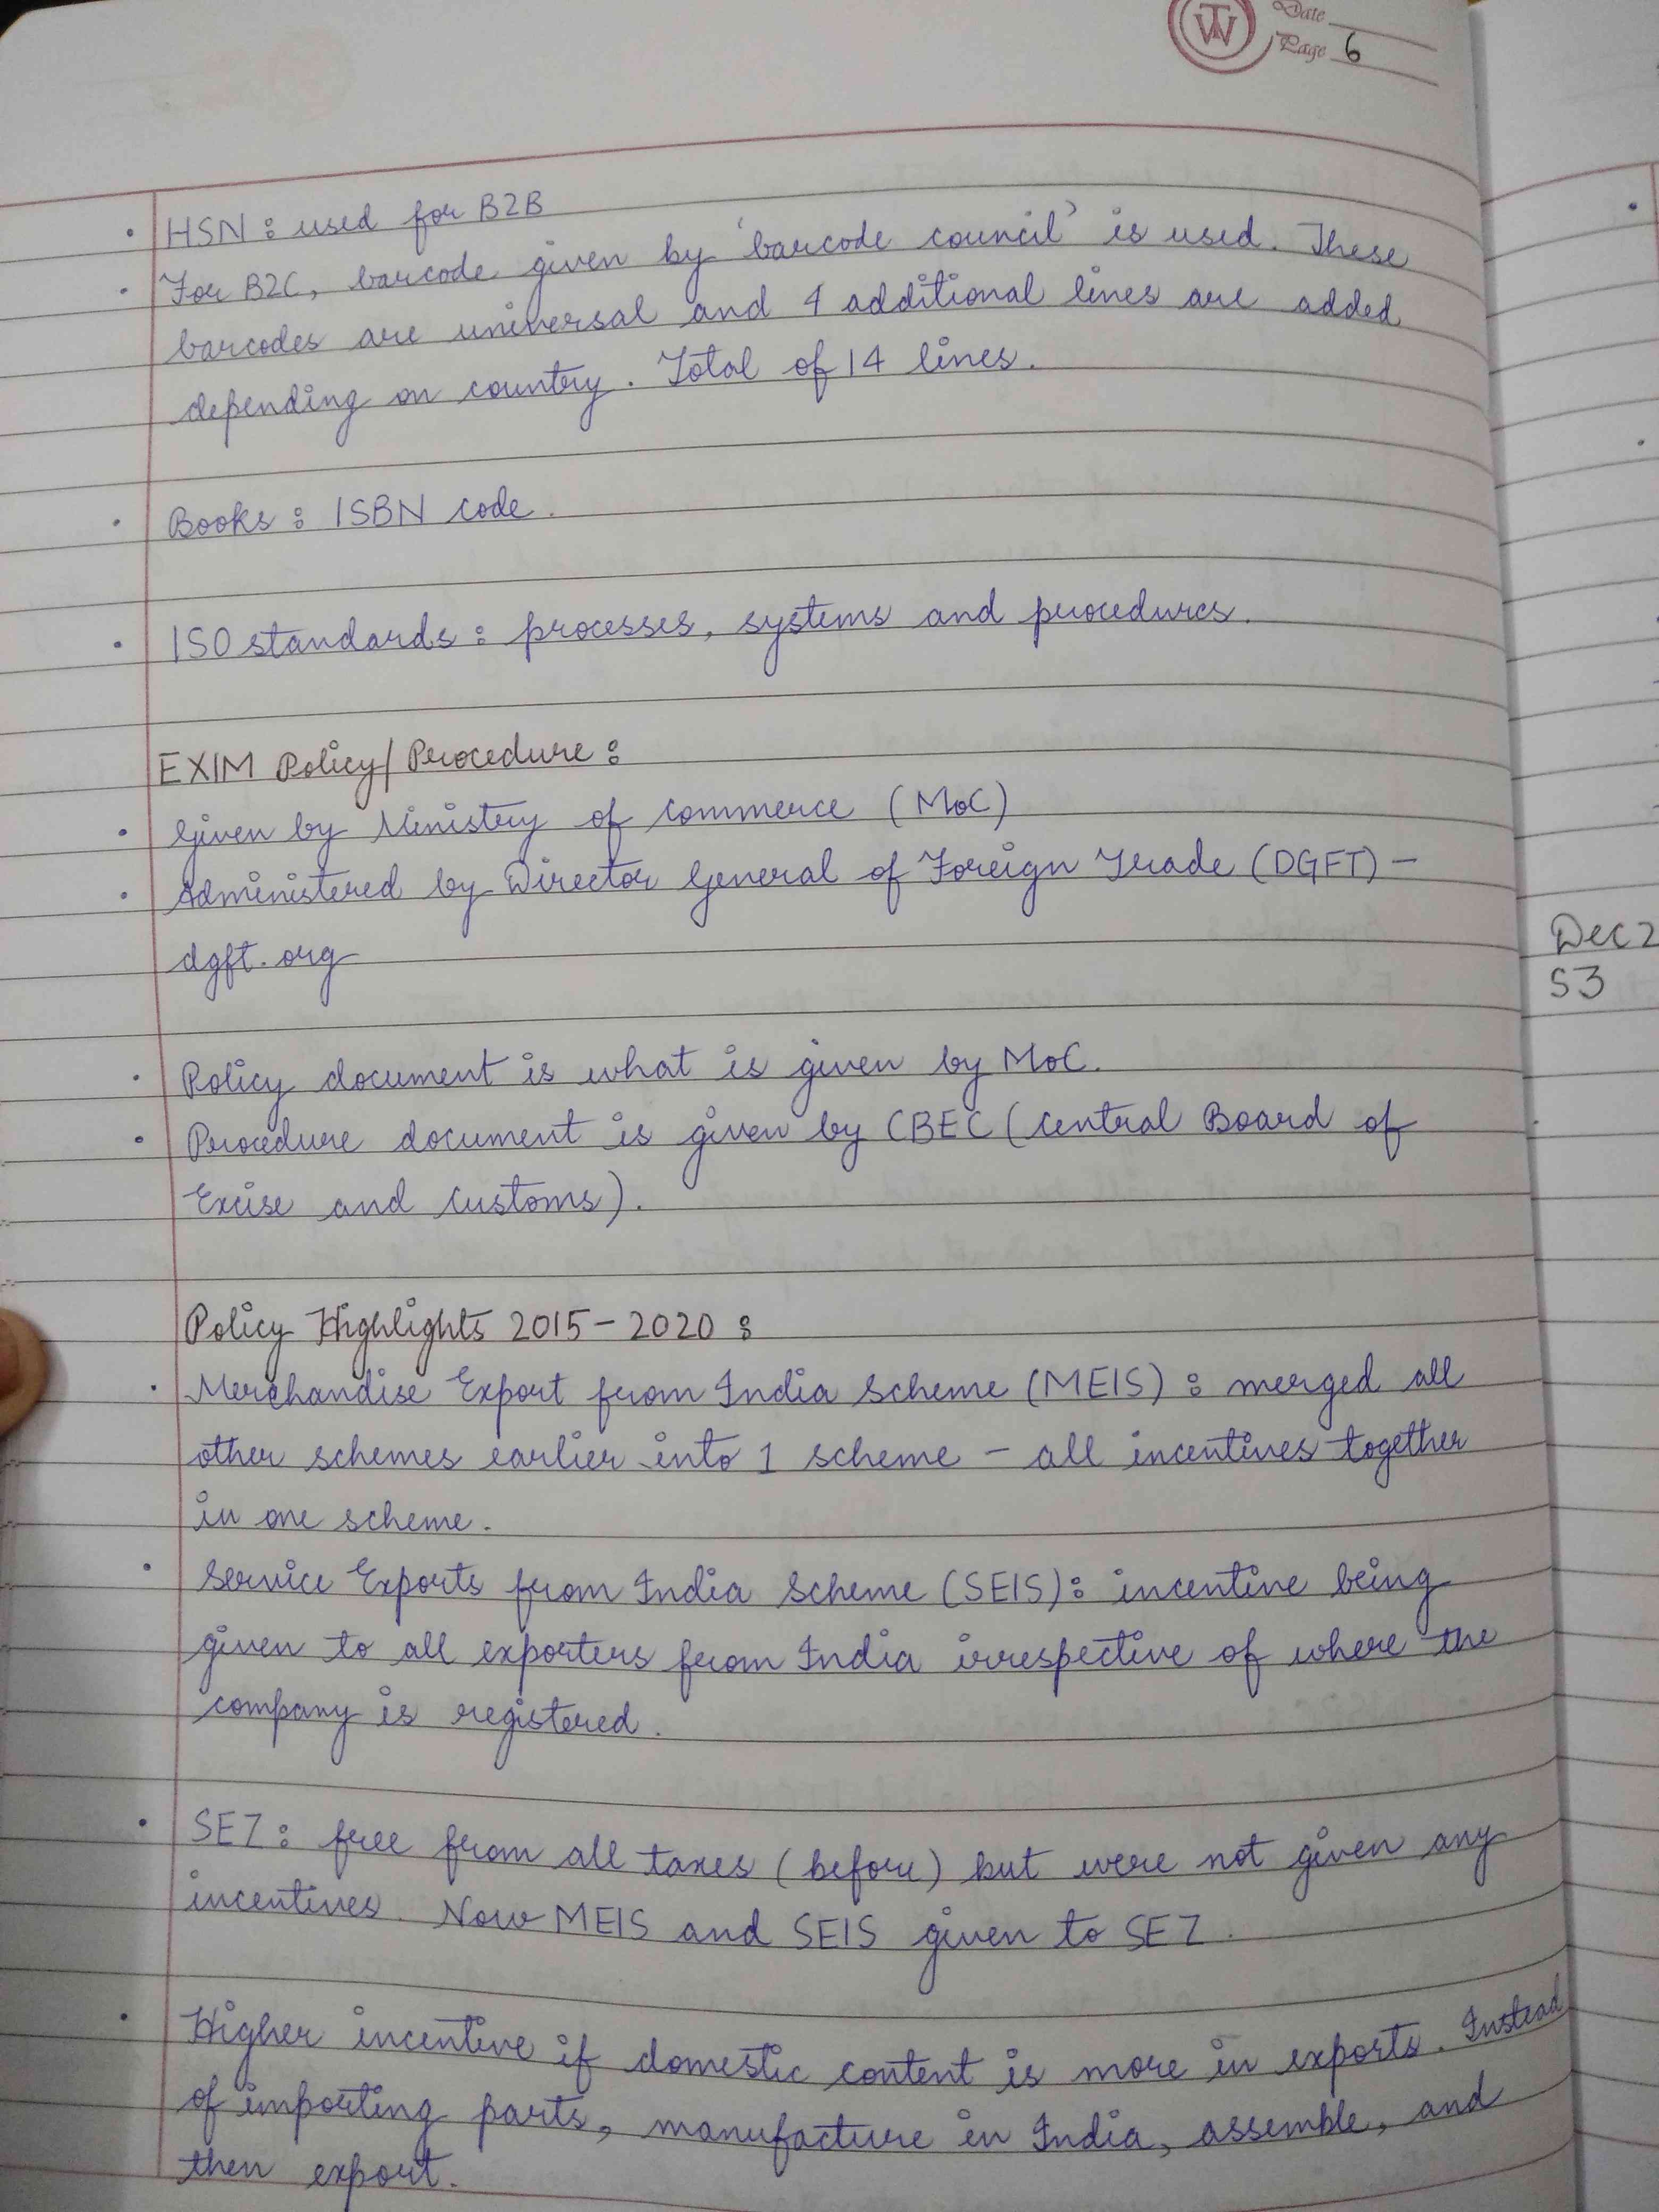 Date
Page 6
• HSN : used for B2B
• For B2C, barcode given by 'barcode council' is used. These
barcodes are universal and 4 additional lines are added
depending on country. Total of 14 lines.
• Books : ISBN code.
• ISO standards : processes, systems and procedures.
EXIM Policy/Procedure :
• Given by Ministry of Commerce (MoC)
• Administered by Director General of Foreign Trade (DGFT) –
dgft.org
• Policy document is what is given by MoC.
• Procedure document is given by CBEC (Central Board of
Excise and Customs).
Policy Highlights 2015 – 2020 :
• Merchandise Export from India Scheme (MEIS) : merged all
other schemes earlier into 1 scheme – all incentives together
in one scheme.
• Service Exports from India Scheme (SEIS) : incentive being
given to all exporters from India irrespective of where the
company is registered.
• SEZ : free from all taxes (before) but were not given any
incentives. Now MEIS and SEIS given to SEZ.
• Higher incentive if domestic content is more in exports. Instead
of importing parts, manufacture in India, assemble, and
then export.
Dec 2
S3